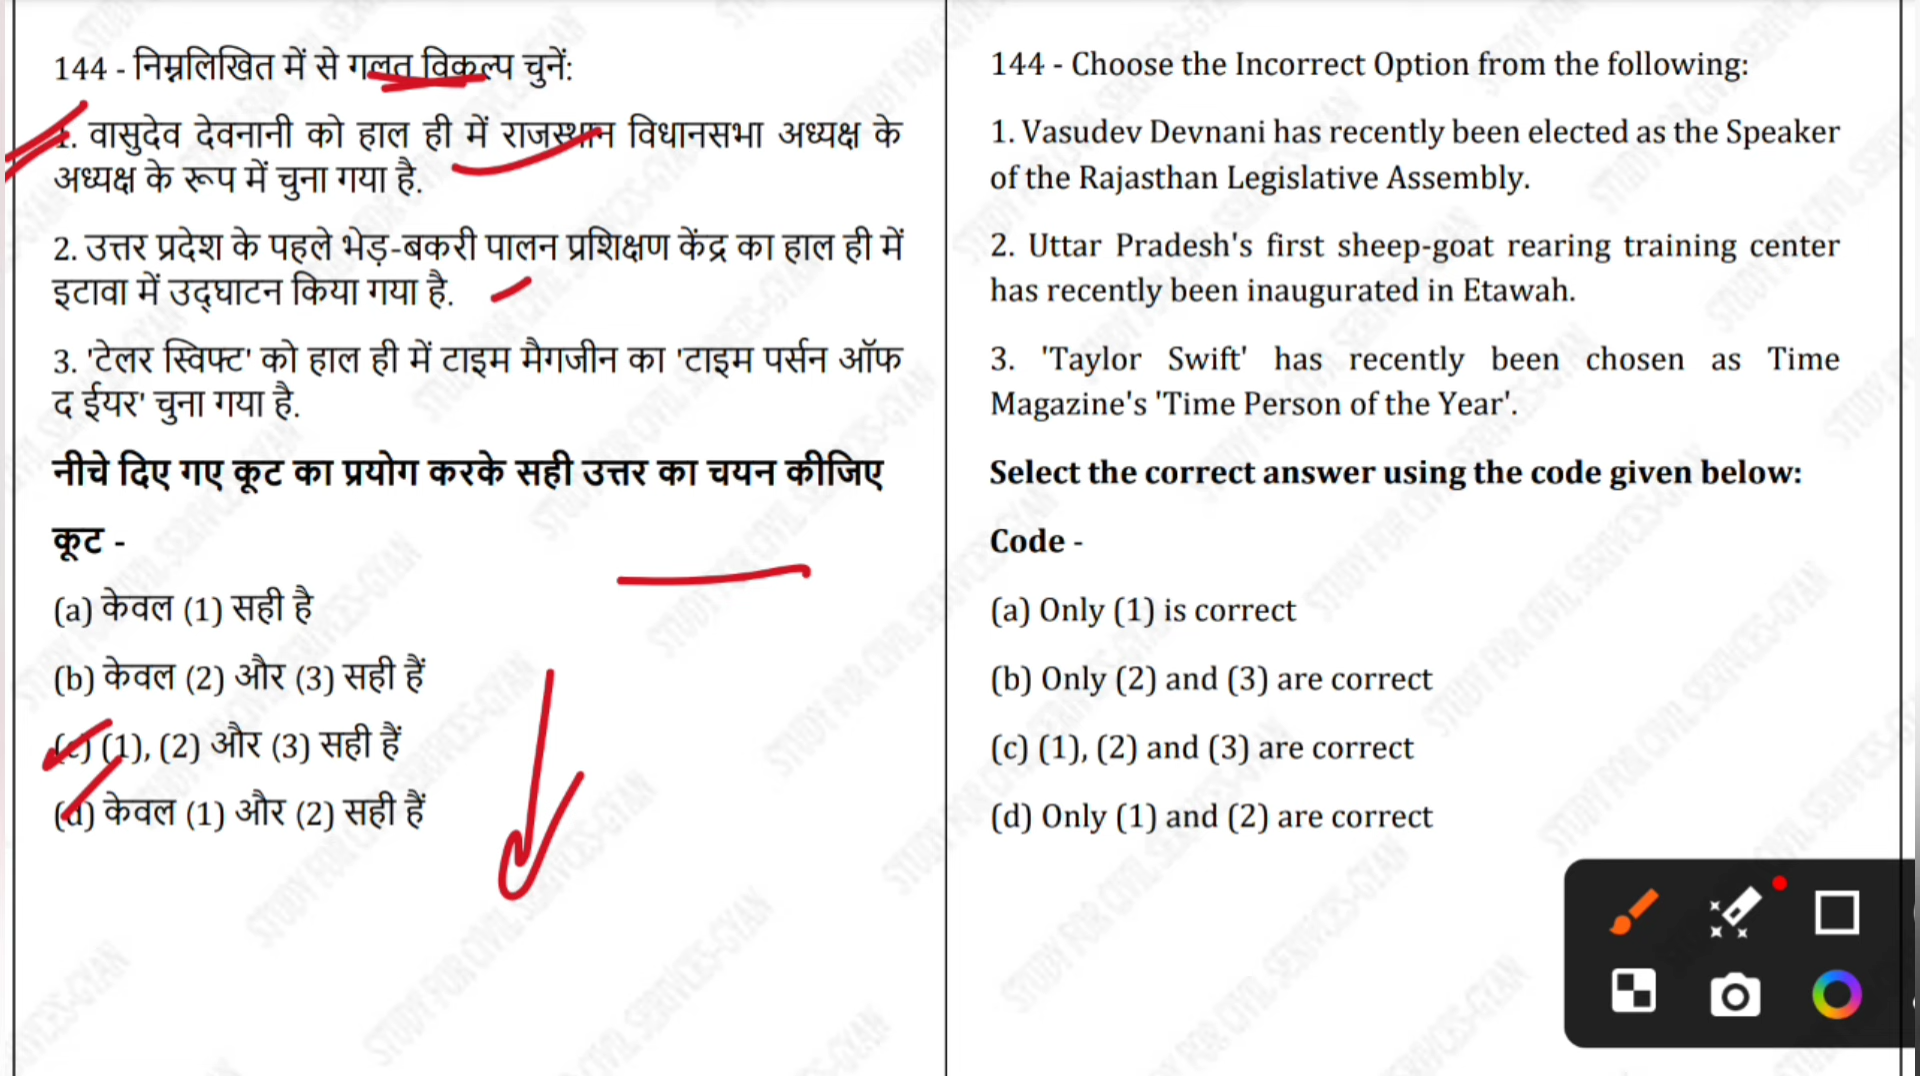 144 - निम्नलिखित में से गलत विकल्प चुनें:
1. वासुदेव देवनानी को हाल ही में राजस्थान विधानसभा अध्यक्ष के
अध्यक्ष के रूप में चुना गया है.
2. उत्तर प्रदेश के पहले भेड़-बकरी पालन प्रशिक्षण केंद्र का हाल ही में
इटावा में उद्घाटन किया गया है.
3. 'टेलर स्विफ्ट' को हाल ही में टाइम मैगजीन का 'टाइम पर्सन ऑफ
द ईयर' चुना गया है.
नीचे दिए गए कूट का प्रयोग करके सही उत्तर का चयन कीजिए
कूट -
(a) केवल (1) सही है
(b) केवल (2) और (3) सही हैं
(c) (1), (2) और (3) सही हैं
(d) केवल (1) और (2) सही हैं
144 - Choose the Incorrect Option from the following:
1. Vasudev Devnani has recently been elected as the Speaker
of the Rajasthan Legislative Assembly.
2. Uttar Pradesh's first sheep-goat rearing training center
has recently been inaugurated in Etawah.
3. 'Taylor Swift' has recently been chosen as Time
Magazine's 'Time Person of the Year'.
Select the correct answer using the code given below:
Code -
(a) Only (1) is correct
(b) Only (2) and (3) are correct
(c) (1), (2) and (3) are correct
(d) Only (1) and (2) are correct
STUDY FOR CIVIL SERVICES-GYAN